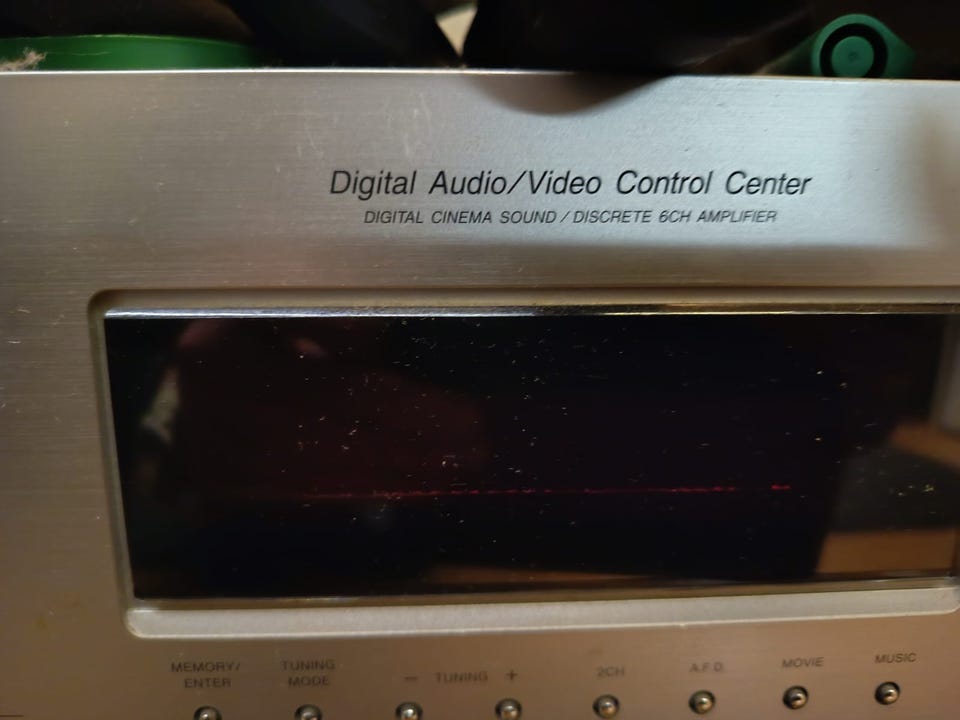 Digital Audio/Video Control Center
DIGITAL CINEMA SOUND / DISCRETE 6CH AMPLIFIER
MEMORY/
ENTER
TUNING
MODE
− TUNING +
2CH
A.F.D.
MOVIE
MUSIC